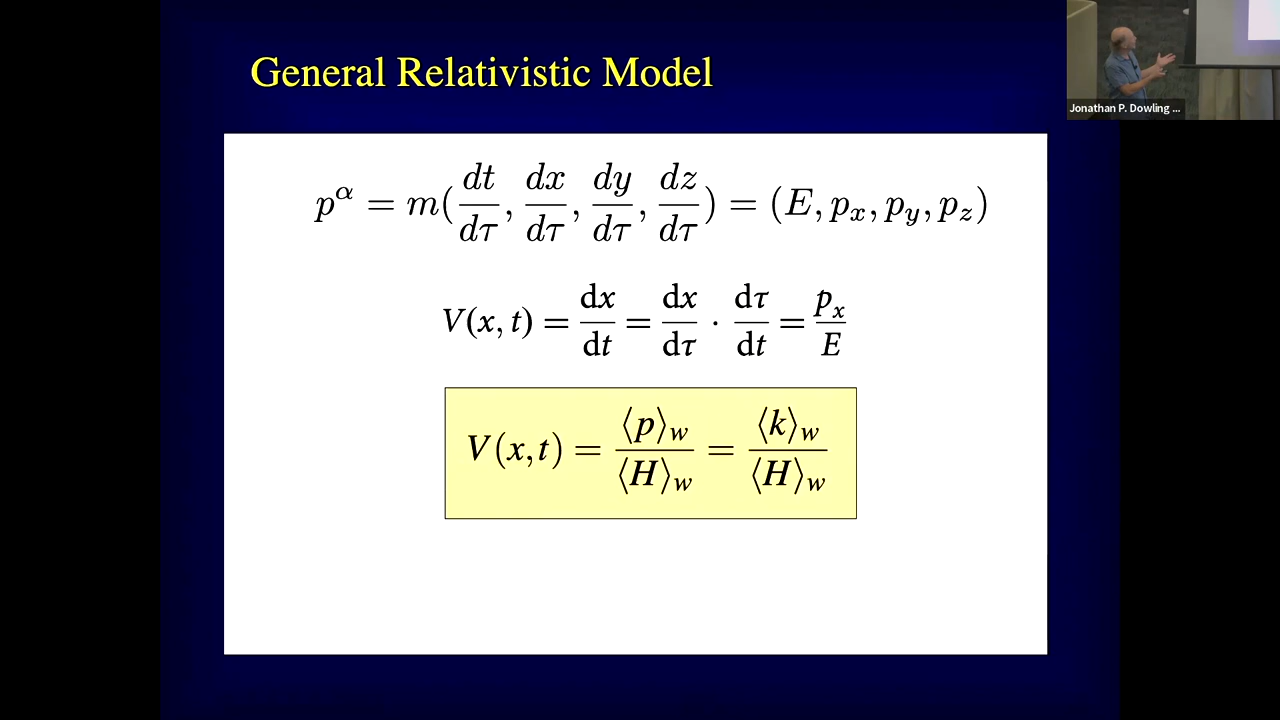 General Relativistic Model
Jonathan P. Dowling ...
p^α = m(dt/dτ, dx/dτ, dy/dτ, dz/dτ) = (E, p_x, p_y, p_z)
V(x, t) = dx/dt = dx/dτ · dτ/dt = p_x/E
V(x,t) = ⟨p⟩_w/⟨H⟩_w = ⟨k⟩_w/⟨H⟩_w